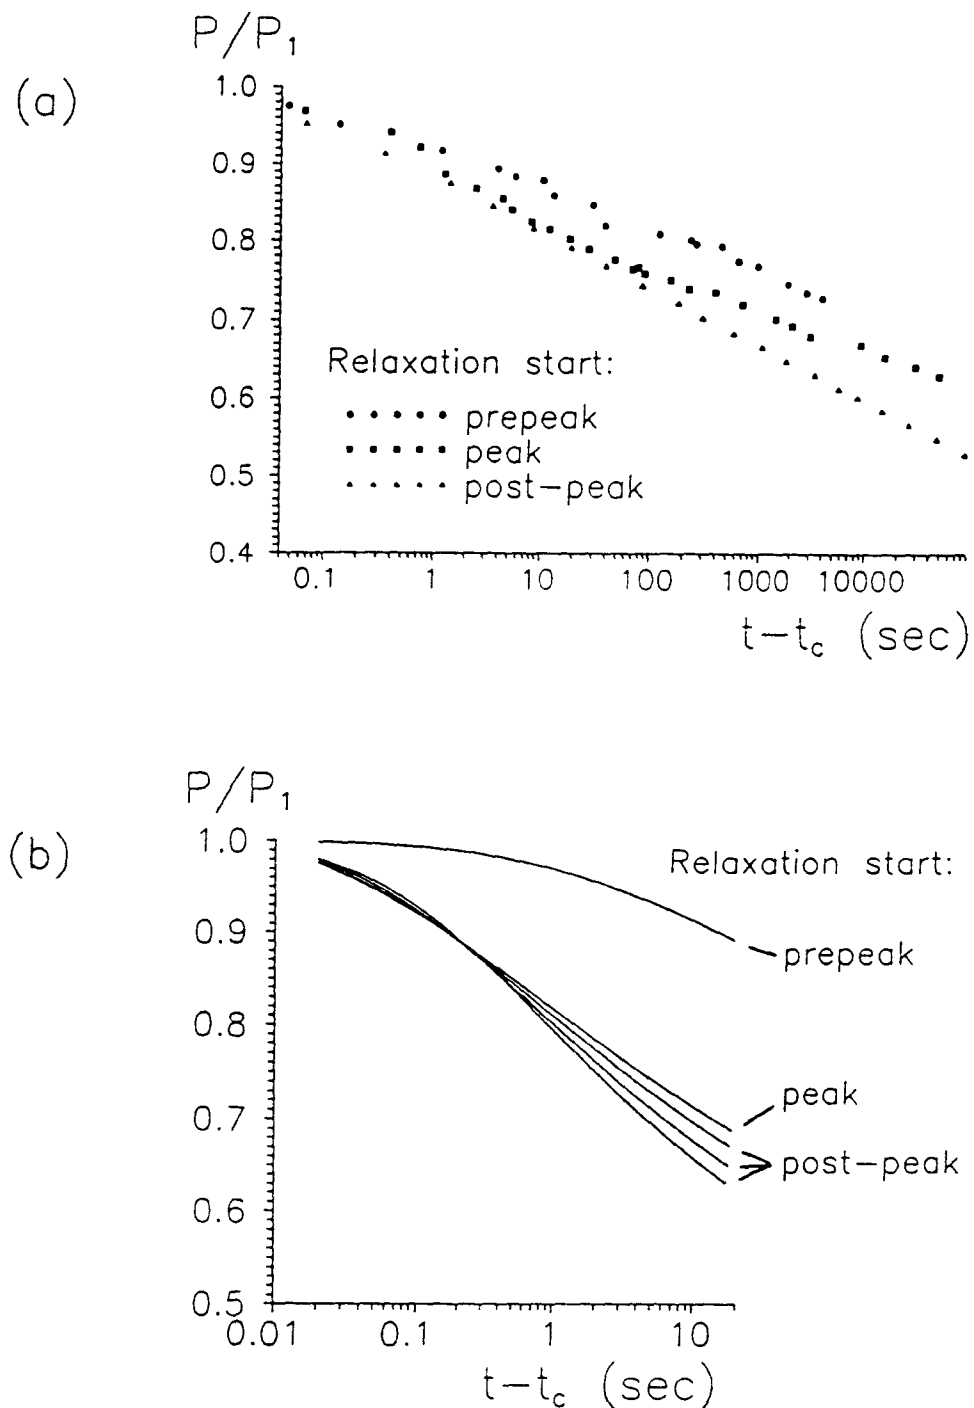 (a)
P/P₁
1.0
0.9
0.8
0.7
0.6
0.5
0.4
Relaxation start:
prepeak
peak
post-peak
0.1 1 10 100 1000 10000
t-t_c (sec)
(b)
P/P₁
1.0
0.9
0.8
0.7
0.6
0.5
Relaxation start:
prepeak
peak
post-peak
0.01 0.1 1 10
t-t_c (sec)